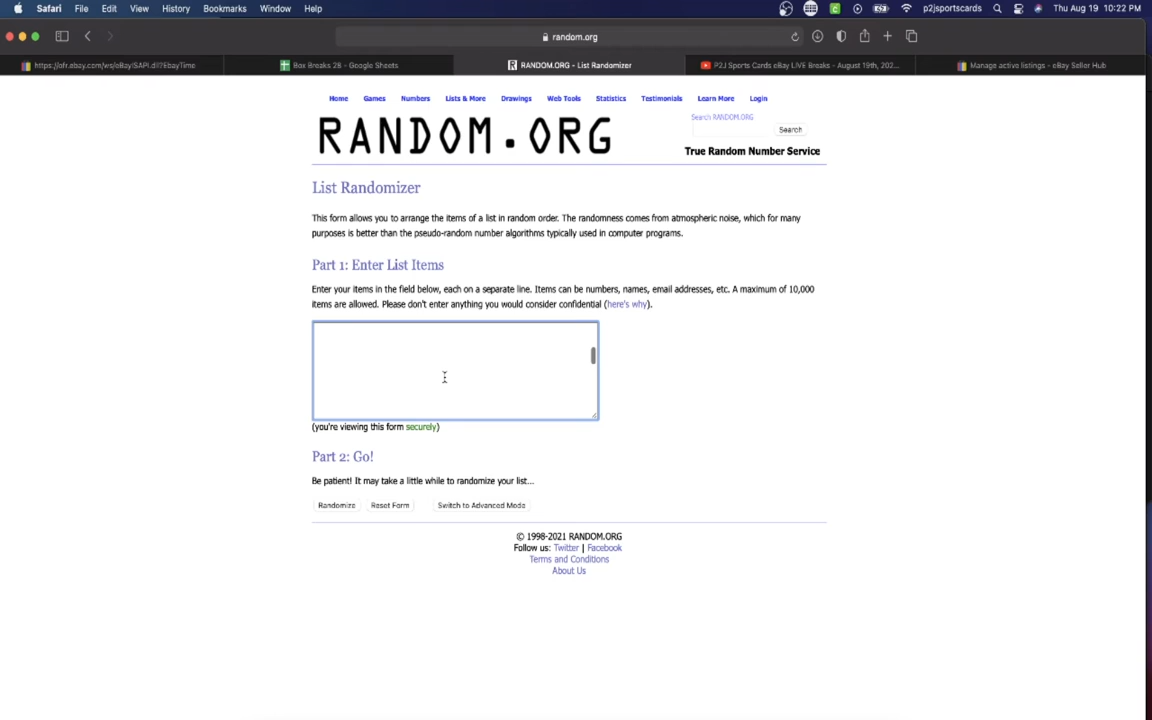 Safari File Edit View History Bookmarks Window Help p2jsportscards Thu Aug 19 10:22 PM
random.org
https://ofr.ebay.com/ws/eBayISAPI.dll?EbayTime Box Breaks 28 - Google Sheets RANDOM.ORG - List Randomizer P2J Sports Cards eBay LIVE Breaks - August 19th, 202... Manage active listings - eBay Seller Hub
Home Games Numbers Lists & More Drawings Web Tools Statistics Testimonials Learn More Login
Search RANDOM.ORG
RANDOM.ORG
Search
True Random Number Service
List Randomizer
This form allows you to arrange the items of a list in random order. The randomness comes from atmospheric noise, which for many
purposes is better than the pseudo-random number algorithms typically used in computer programs.
Part 1: Enter List Items
Enter your items in the field below, each on a separate line. Items can be numbers, names, email addresses, etc. A maximum of 10,000
items are allowed. Please don't enter anything you would consider confidential (here's why).
(you're viewing this form securely)
Part 2: Go!
Be patient! It may take a little while to randomize your list...
Randomize Reset Form Switch to Advanced Mode
© 1998-2021 RANDOM.ORG
Follow us: Twitter | Facebook
Terms and Conditions
About Us